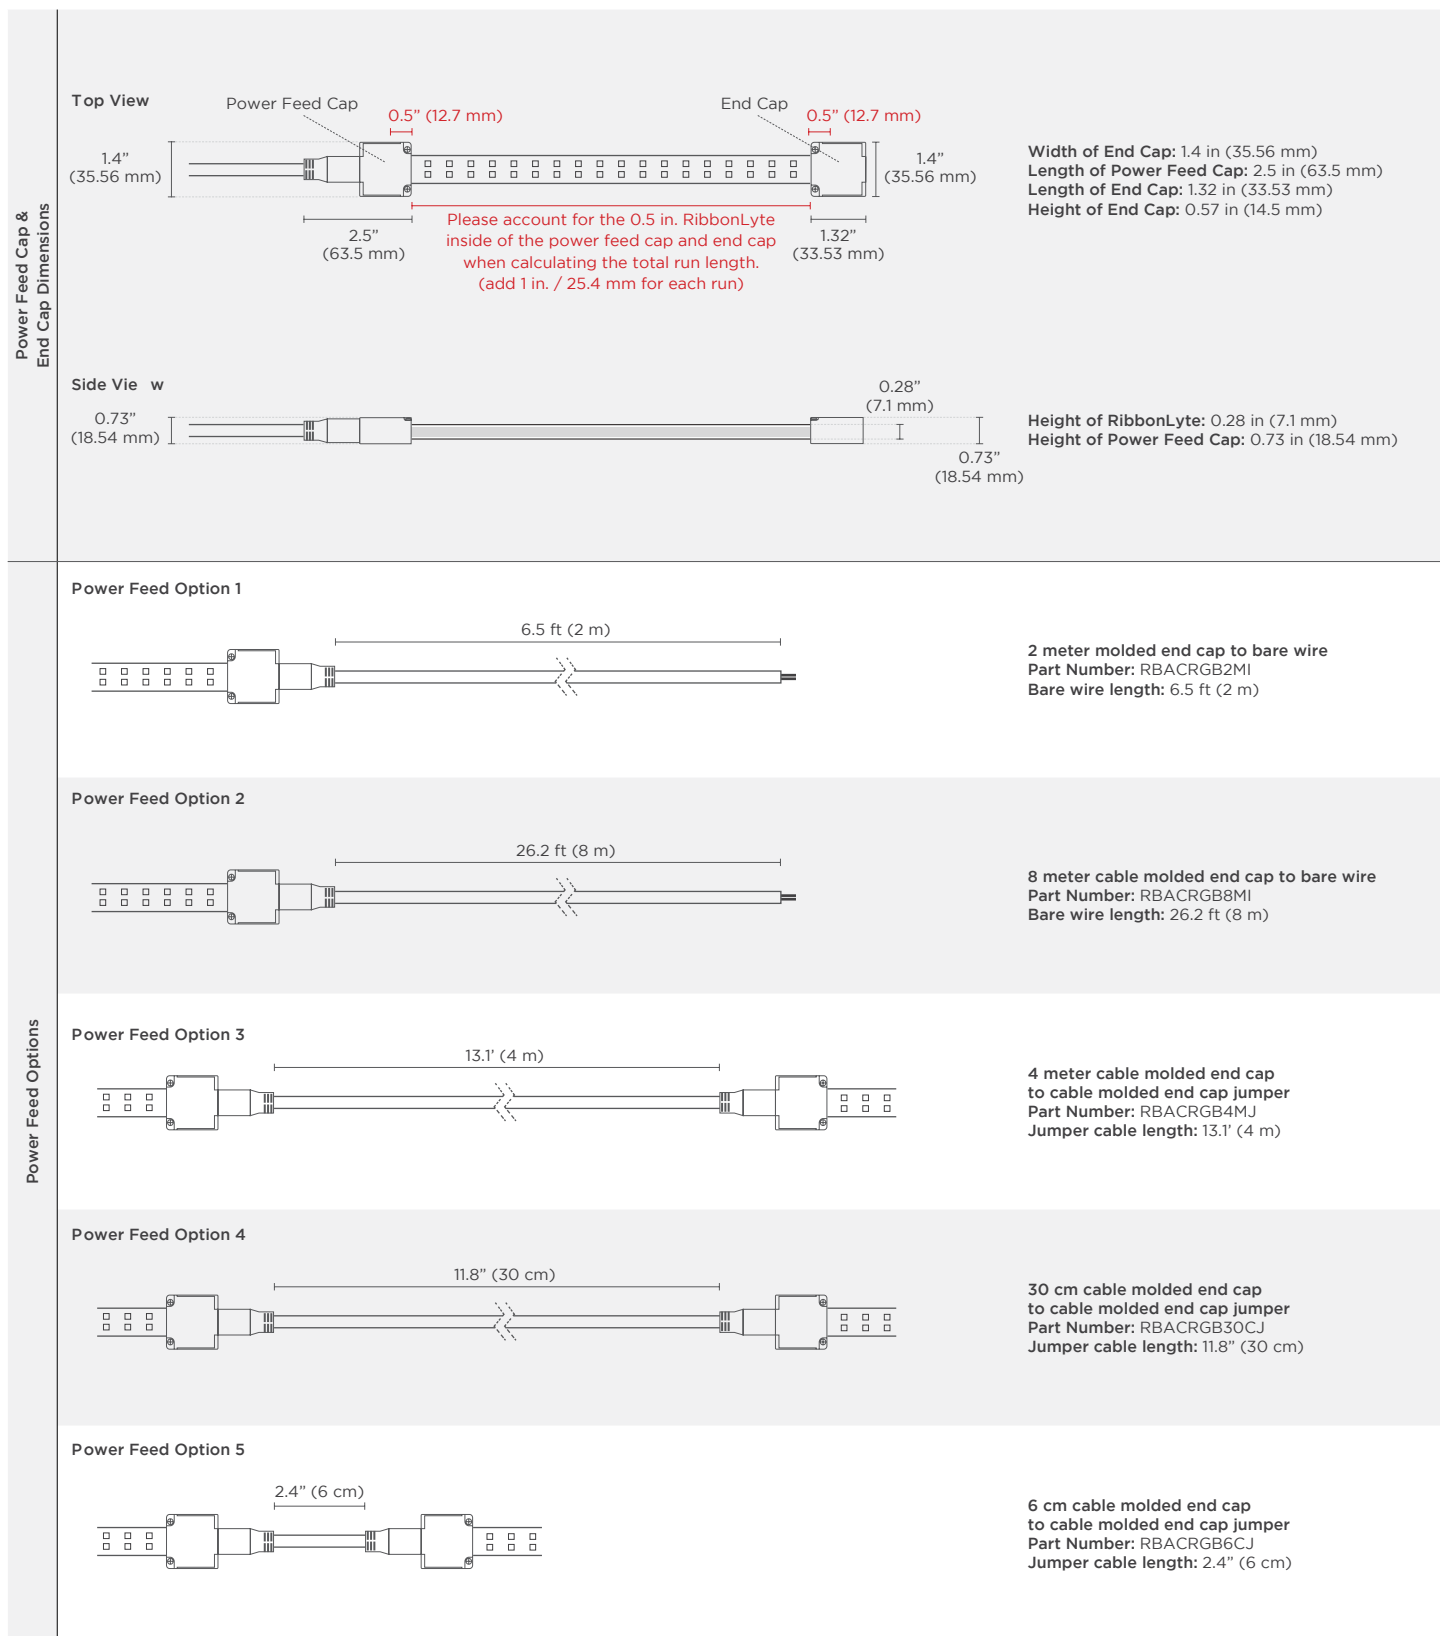 Power Feed Cap &
End Cap Dimensions
Top View
Power Feed Cap
0.5" (12.7 mm)
End Cap
0.5" (12.7 mm)
1.4"
(35.56 mm)
1.4"
(35.56 mm)
2.5"
(63.5 mm)
Please account for the 0.5 in. RibbonLyte
inside of the power feed cap and end cap
when calculating the total run length.
(add 1 in. / 25.4 mm for each run)
1.32"
(33.53 mm)
Width of End Cap: 1.4 in (35.56 mm)
Length of Power Feed Cap: 2.5 in (63.5 mm)
Length of End Cap: 1.32 in (33.53 mm)
Height of End Cap: 0.57 in (14.5 mm)
Side Vie w
0.73"
(18.54 mm)
0.28"
(7.1 mm)
0.73"
(18.54 mm)
Height of RibbonLyte: 0.28 in (7.1 mm)
Height of Power Feed Cap: 0.73 in (18.54 mm)
Power Feed Options
Power Feed Option 1
6.5 ft (2 m)
2 meter molded end cap to bare wire
Part Number: RBACRGB2MI
Bare wire length: 6.5 ft (2 m)
Power Feed Option 2
26.2 ft (8 m)
8 meter cable molded end cap to bare wire
Part Number: RBACRGB8MI
Bare wire length: 26.2 ft (8 m)
Power Feed Option 3
13.1' (4 m)
4 meter cable molded end cap
to cable molded end cap jumper
Part Number: RBACRGB4MJ
Jumper cable length: 13.1' (4 m)
Power Feed Option 4
11.8" (30 cm)
30 cm cable molded end cap
to cable molded end cap jumper
Part Number: RBACRGB30CJ
Jumper cable length: 11.8" (30 cm)
Power Feed Option 5
2.4" (6 cm)
6 cm cable molded end cap
to cable molded end cap jumper
Part Number: RBACRGB6CJ
Jumper cable length: 2.4" (6 cm)